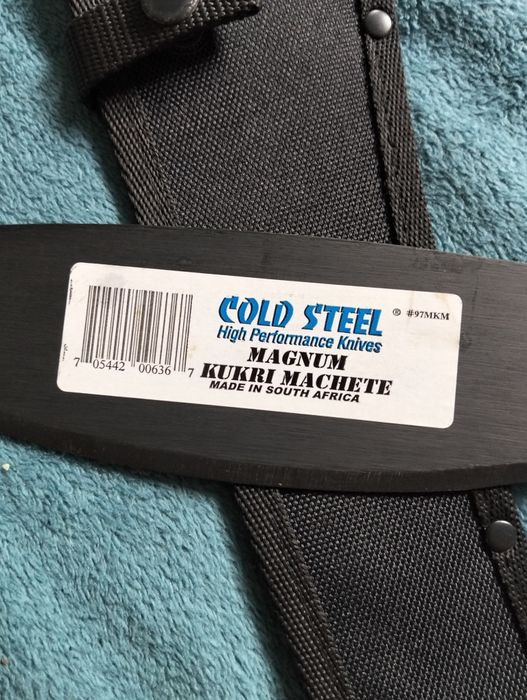 COLD STEEL ® #97MKM
High Performance Knives
MAGNUM
KUKRI MACHETE
MADE IN SOUTH AFRICA
7 05442 00636 7